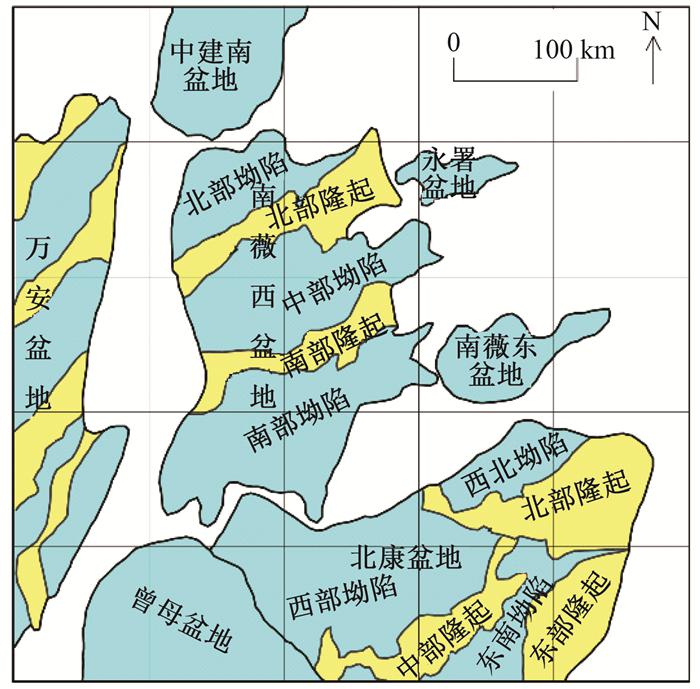 中建南
盆地
0 100 km
N
永署
盆地
北部坳陷
北部隆起
中部坳陷
南部隆起
南部坳陷
南薇西盆地
万安盆地
南薇东
盆地
西北坳陷
北部隆起
北康盆地
西部坳陷
中部隆起
东南坳陷
东部隆起
曾母盆地